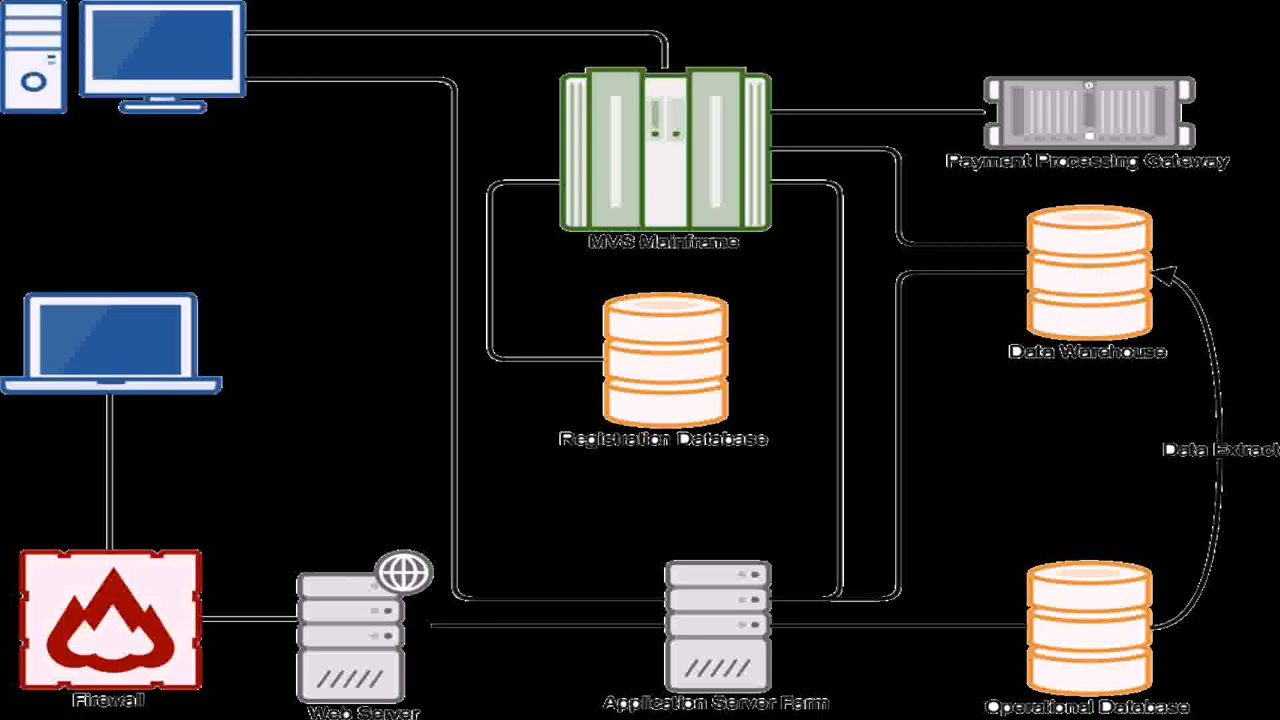 Payment Processing Gateway
MVS Mainframe
Data Warehouse
Registration Database
Data Extract
Firewall
Web Server
Application Server Farm
Operational Database